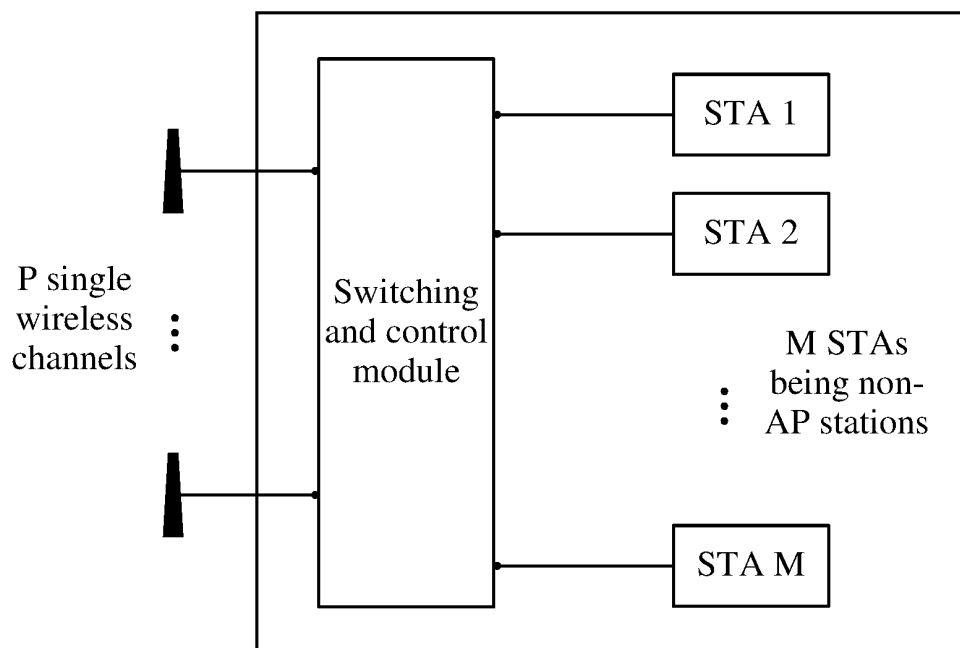 P single
wireless
channels
Switching
and control
module
STA 1
STA 2
M STAs
being non-
AP stations
STA M